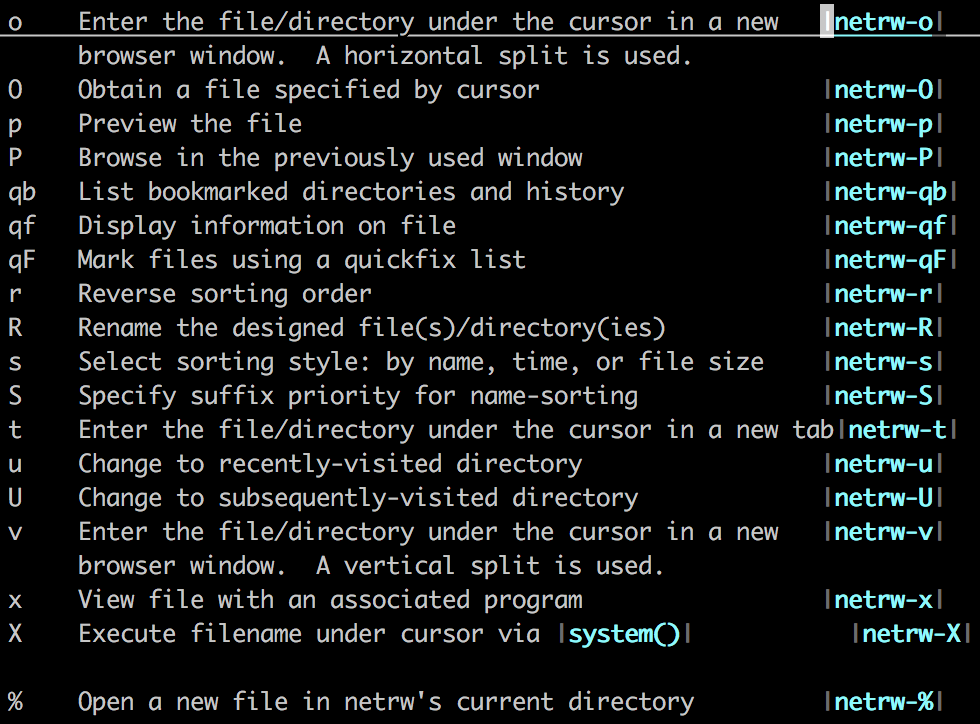 o    Enter the file/directory under the cursor in a new   |netrw-o|
     browser window.  A horizontal split is used.
O    Obtain a file specified by cursor                    |netrw-O|
p    Preview the file                                     |netrw-p|
P    Browse in the previously used window                 |netrw-P|
qb   List bookmarked directories and history              |netrw-qb|
qf   Display information on file                          |netrw-qf|
qF   Mark files using a quickfix list                     |netrw-qF|
r    Reverse sorting order                                |netrw-r|
R    Rename the designed file(s)/directory(ies)           |netrw-R|
s    Select sorting style: by name, time, or file size    |netrw-s|
S    Specify suffix priority for name-sorting             |netrw-S|
t    Enter the file/directory under the cursor in a new tab|netrw-t|
u    Change to recently-visited directory                 |netrw-u|
U    Change to subsequently-visited directory             |netrw-U|
v    Enter the file/directory under the cursor in a new   |netrw-v|
     browser window.  A vertical split is used.
x    View file with an associated program                 |netrw-x|
X    Execute filename under cursor via |system()|           |netrw-X|
%    Open a new file in netrw's current directory         |netrw-%|